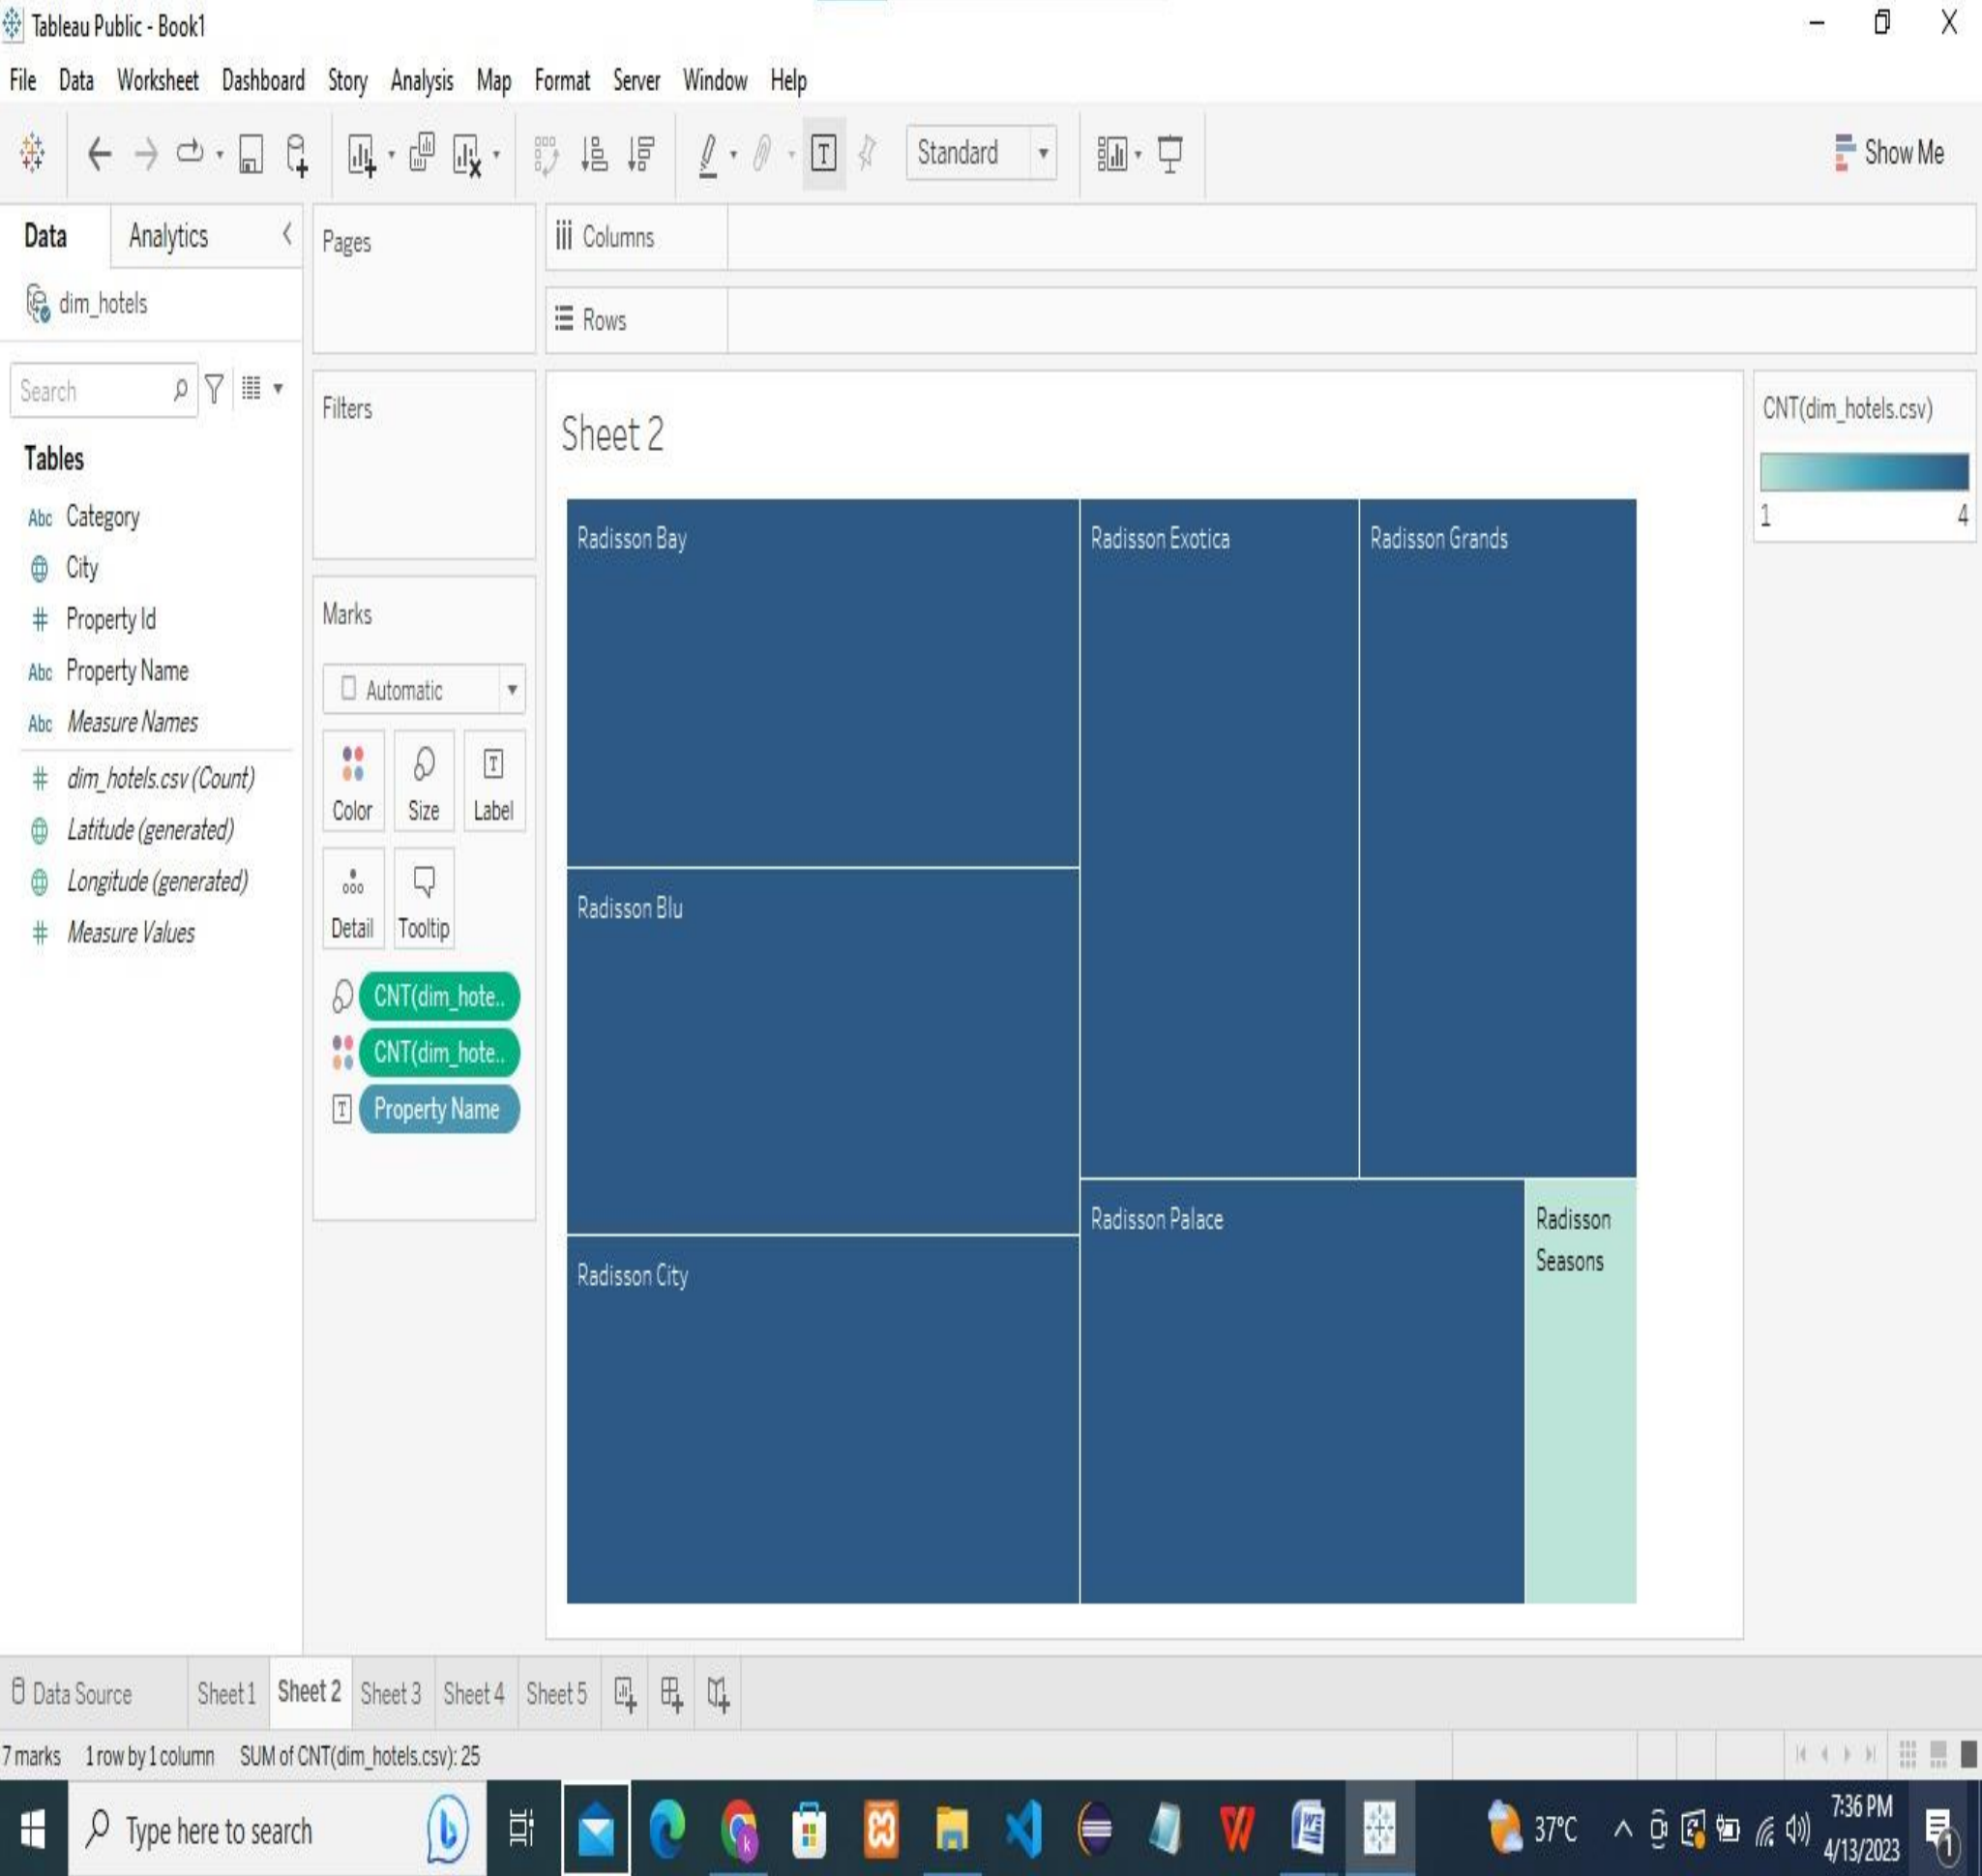 Tableau Public - Book1
File Data Worksheet Dashboard Story Analysis Map Format Server Window Help
Standard
Show Me
Data Analytics
dim_hotels
Search
Tables
Abc Category
City
# Property Id
Abc Property Name
Abc Measure Names
# dim_hotels.csv (Count)
Latitude (generated)
Longitude (generated)
# Measure Values
Pages
Filters
Marks
Automatic
Color Size Label
Detail Tooltip
CNT(dim_hote..
CNT(dim_hote..
Property Name
Columns
Rows
Sheet 2
Radisson Bay
Radisson Exotica
Radisson Grands
Radisson Blu
Radisson City
Radisson Palace
Radisson
Seasons
CNT(dim_hotels.csv)
1 4
Data Source Sheet 1 Sheet 2 Sheet 3 Sheet 4 Sheet 5
7 marks 1 row by 1 column SUM of CNT(dim_hotels.csv): 25
Type here to search
37°C
7:36 PM
4/13/2023
1